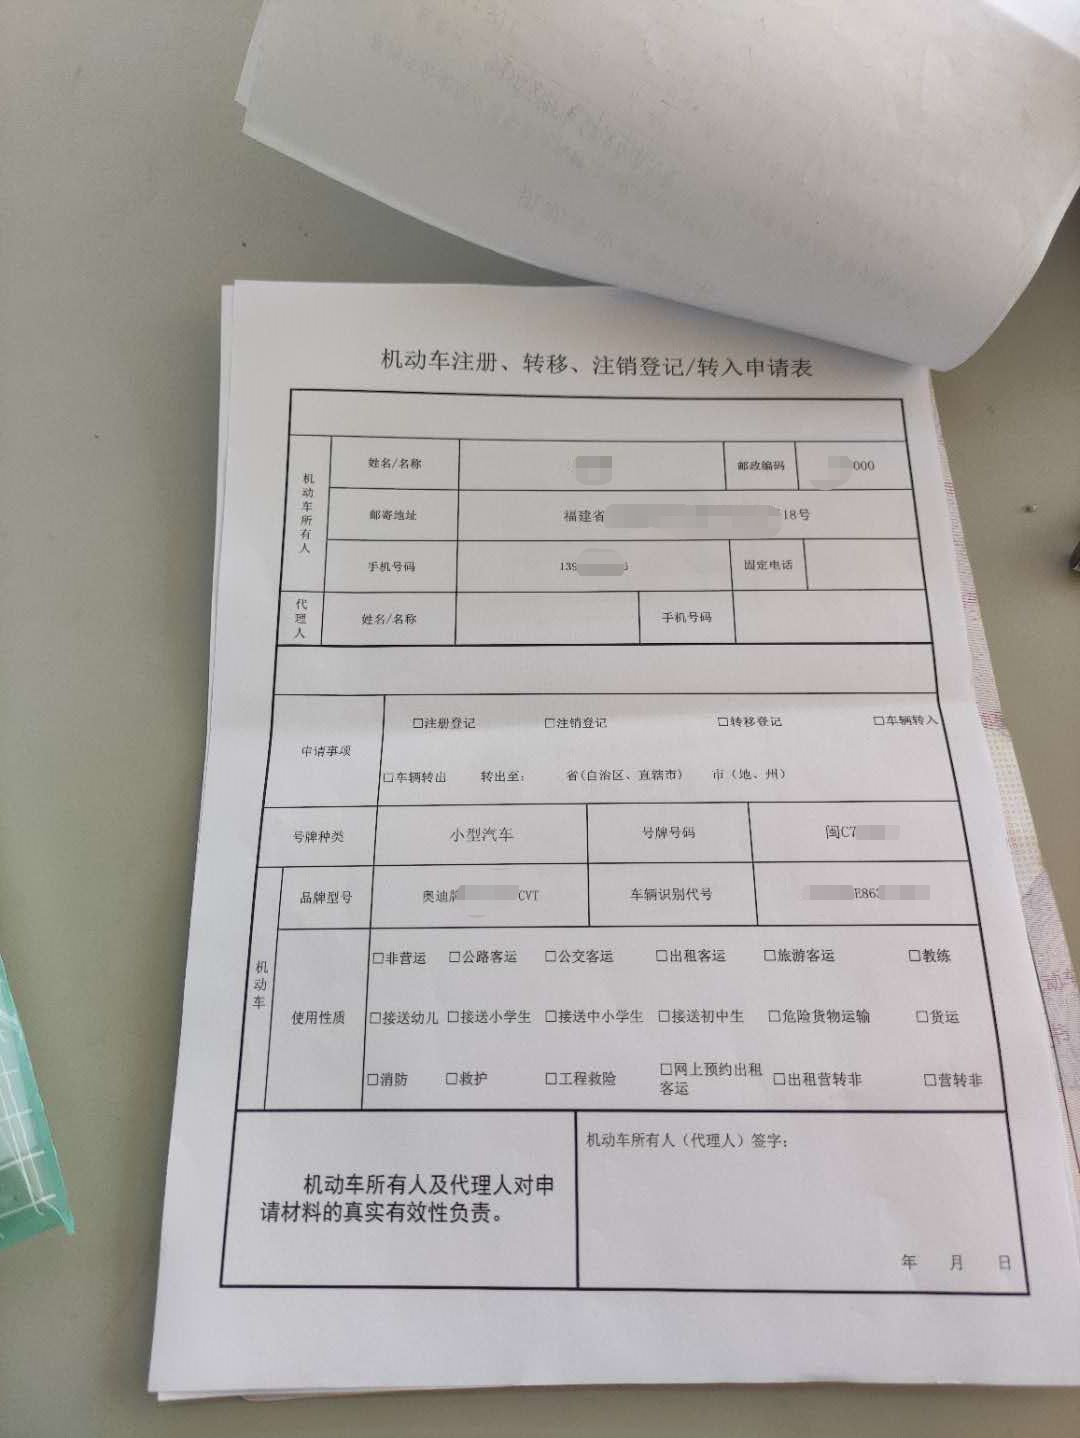 机动车注册、转移、注销登记/转入申请表
机动车所有人
姓名/名称
邮政编码 000
邮寄地址 福建省 18号
手机号码 139
固定电话
代理人
姓名/名称
手机号码
申请事项
□注册登记 □注销登记 □转移登记 □车辆转入
□车辆转出 转出至: 省(自治区、直辖市) 市(地、州)
号牌种类 小型汽车 号牌号码 闽C7
机动车
品牌型号 奥迪 CVT 车辆识别代号 E863
使用性质
□非营运 □公路客运 □公交客运 □出租客运 □旅游客运 □教练
□接送幼儿 □接送小学生 □接送中小学生 □接送初中生 □危险货物运输 □货运
□消防 □救护 □工程救险 □网上预约出租客运 □出租营转非 □营转非
机动车所有人及代理人对申
请材料的真实有效性负责。
机动车所有人(代理人)签字:
年 月 日